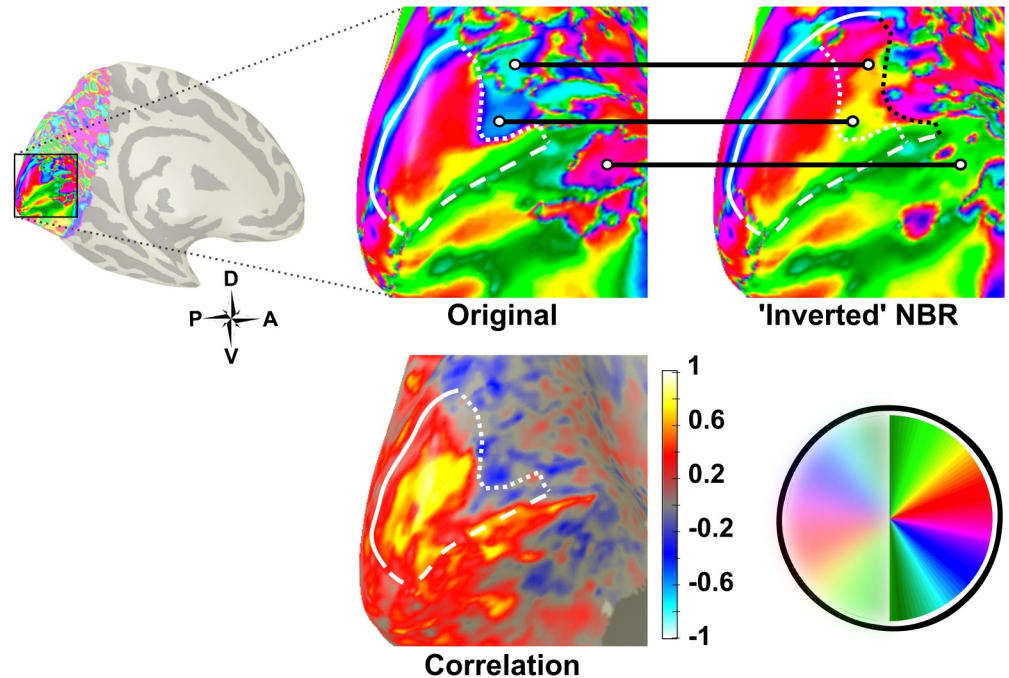 D
P A
V
Original
'Inverted' NBR
1
0.6
0.2
-0.2
-0.6
-1
Correlation